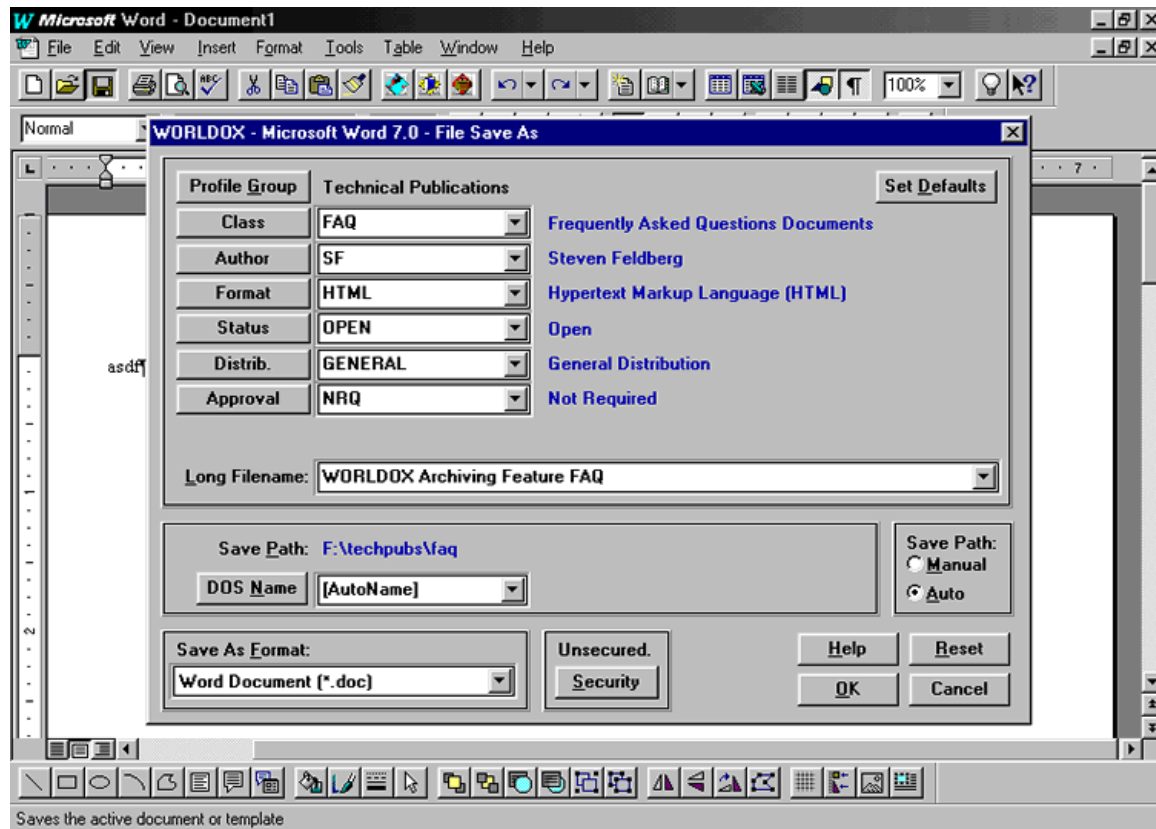 Microsoft Word - Document1
File Edit View Insert Format Tools Table Window Help
ABC 100%
Normal
WORLDOX - Microsoft Word 7.0 - File Save As
7
Profile Group Technical Publications Set Defaults
Class FAQ Frequently Asked Questions Documents
Author SF Steven Feldberg
Format HTML Hypertext Markup Language (HTML)
Status OPEN Open
asdf¶
Distrib. GENERAL General Distribution
Approval NRQ Not Required
Long Filename: WORLDOX Archiving Feature FAQ
1
Save Path: F:\techpubs\faq
Save Path:
Manual
DOS Name [AutoName]
Auto
2
Save As Format: Unsecured. Help Reset
Word Document (*.doc) Security OK Cancel
Saves the active document or template